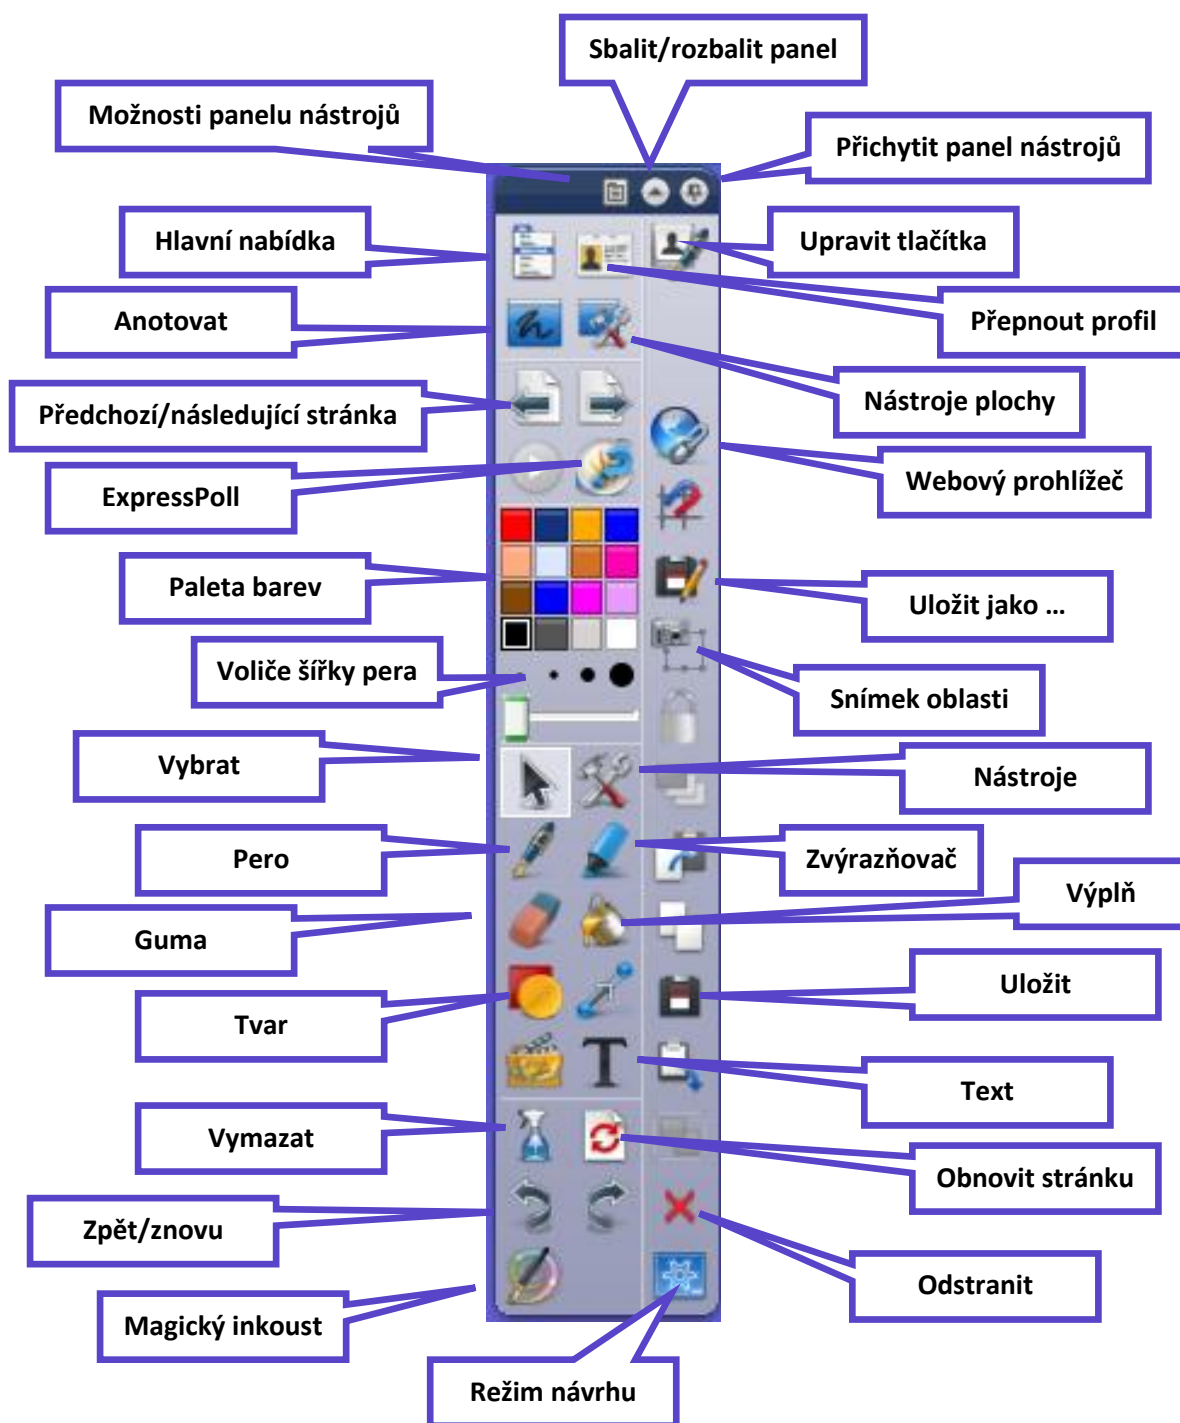 Sbalit/rozbalit panel
Možnosti panelu nástrojů
Přichytit panel nástrojů
Hlavní nabídka
Upravit tlačítka
Anotovat
Přepnout profil
Nástroje plochy
Předchozí/následující stránka
Webový prohlížeč
ExpressPoll
Paleta barev
Uložit jako ...
Voliče šířky pera
Snímek oblasti
Vybrat
Nástroje
Pero
Zvýrazňovač
Výplň
Guma
Uložit
Tvar
T
Text
Vymazat
Obnovit stránku
Zpět/znovu
Odstranit
Magický inkoust
Režim návrhu